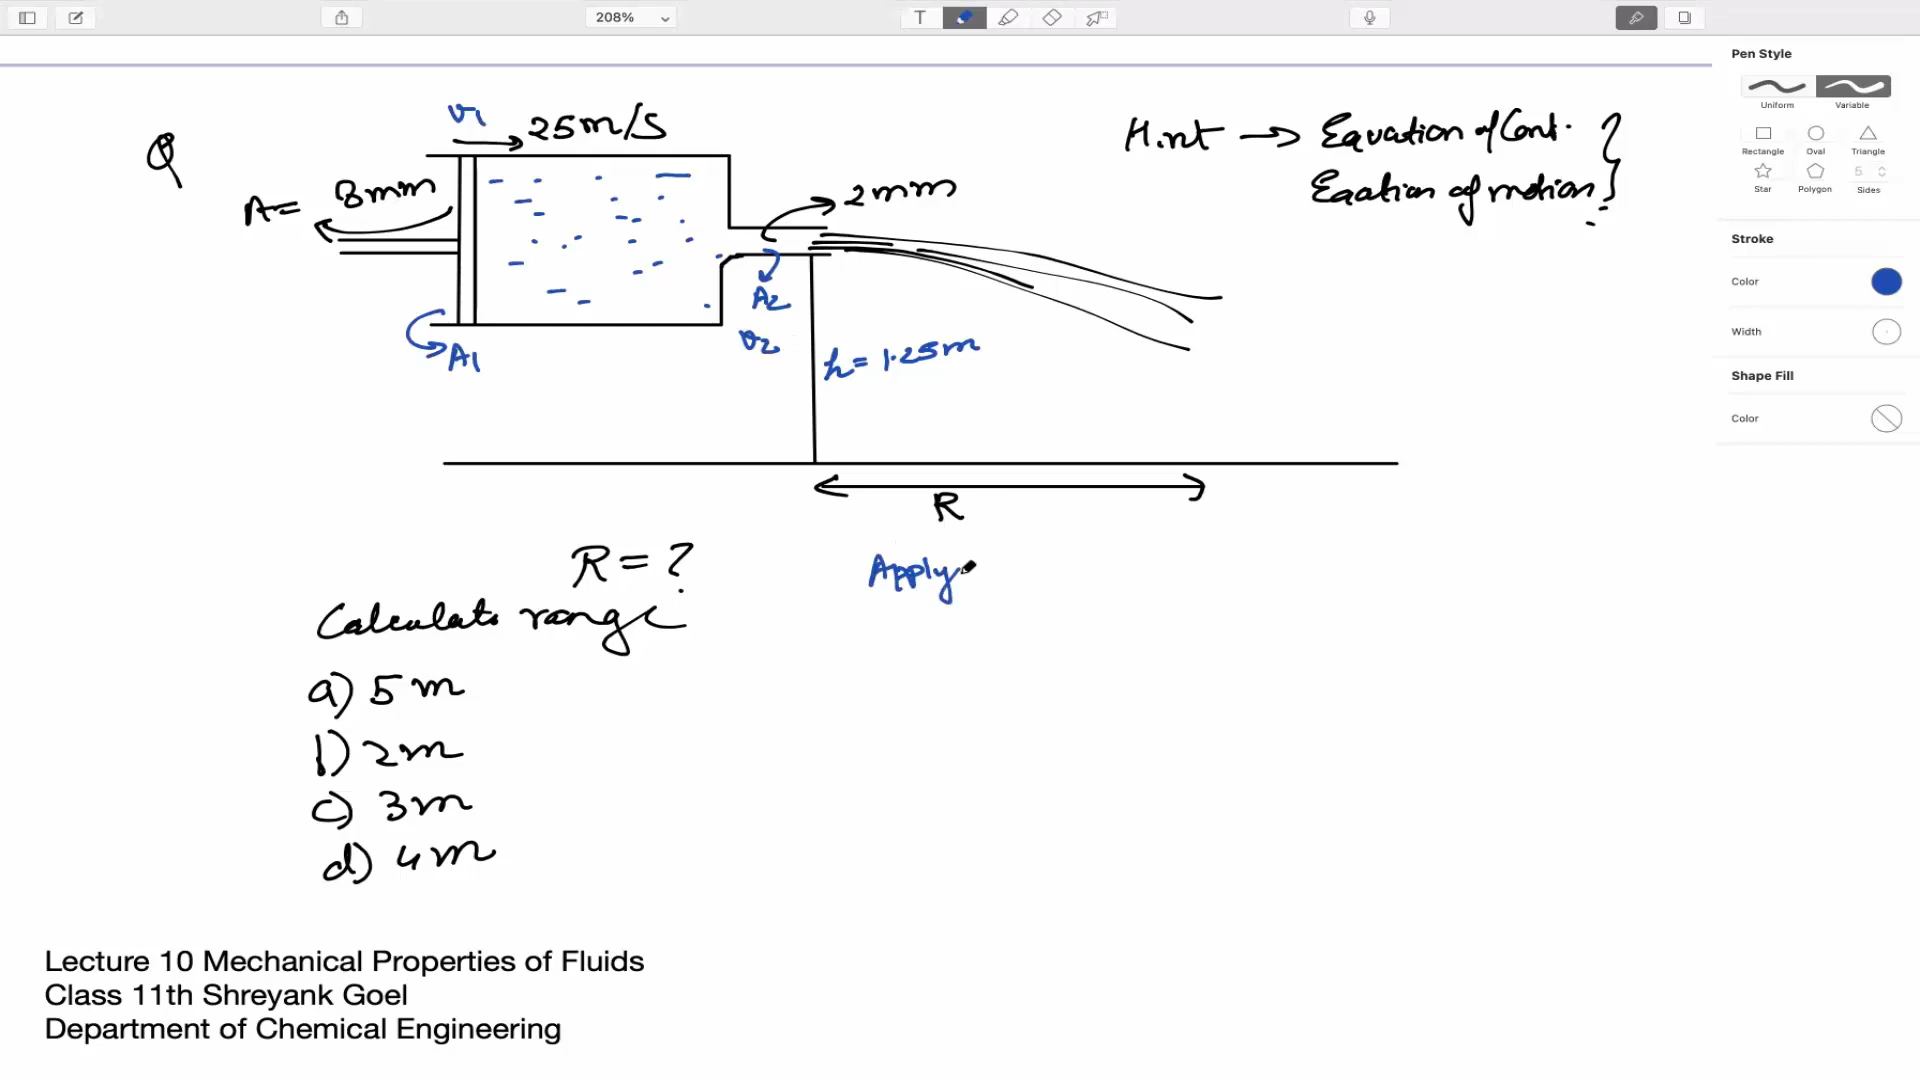 208%
T
Pen Style
Uniform
Variable
Rectangle
Oval
Triangle
Star
Polygon
5
Sides
Stroke
Color
Width
Shape Fill
Color
Q
v1
25m/s
A= 8mm
2mm
A1
A2
v2
h= 1.25m
R
Hint → Equation of Cont.
Eqation of motion
R = ?
Calculate range
a) 5m
b) 2m
c) 3m
d) 4m
Apply
Lecture 10 Mechanical Properties of Fluids
Class 11th Shreyank Goel
Department of Chemical Engineering